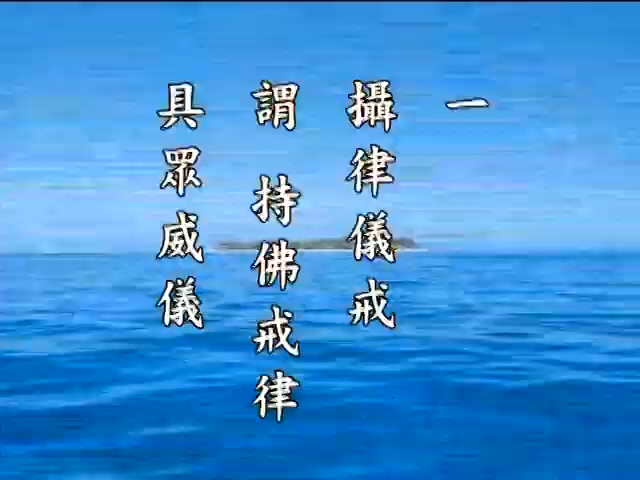 一
攝律儀戒
謂 持佛戒律
具眾威儀